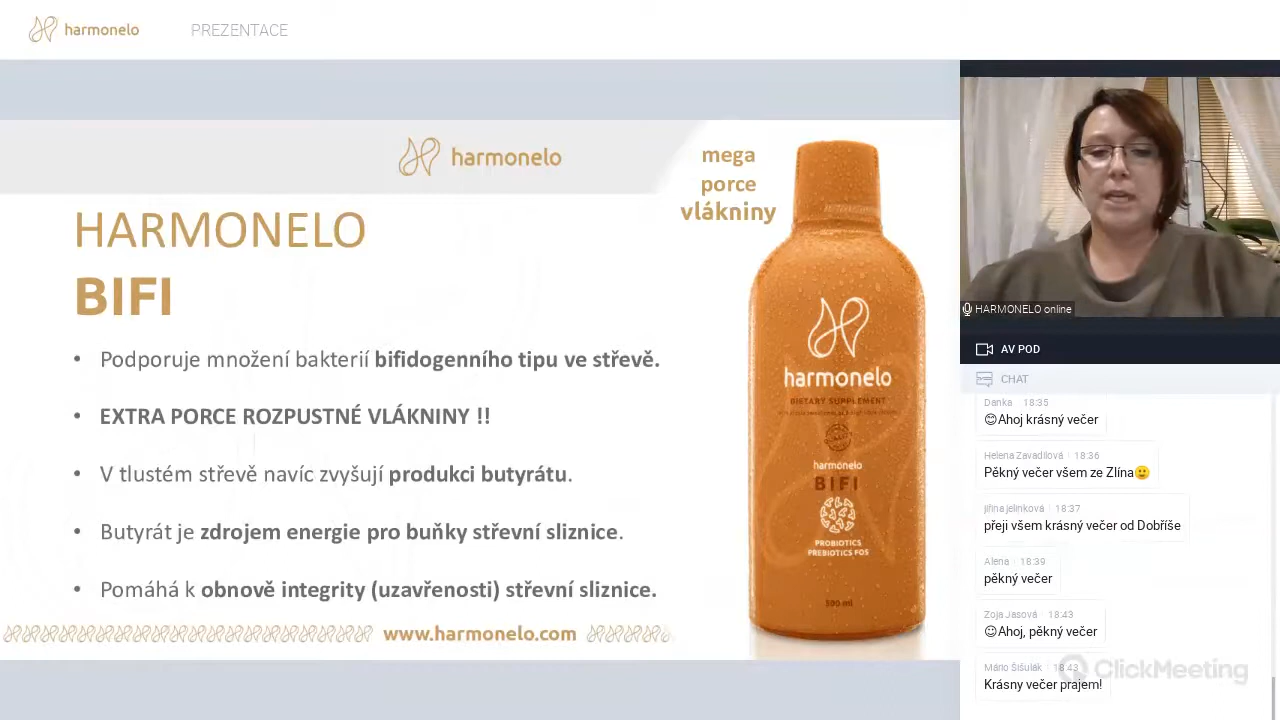 harmonelo
PREZENTACE
harmonelo
mega
porce
vlákniny
HARMONELO
BIFI
• Podporuje množení bakterií bifidogenního tipu ve střevě.
• EXTRA PORCE ROZPUSTNÉ VLÁKNINY !!
• V tlustém střevě navíc zvyšují produkci butyrátu.
• Butyrát je zdrojem energie pro buňky střevní sliznice.
• Pomáhá k obnově integrity (uzavřenosti) střevní sliznice.
www.harmonelo.com
harmonelo
DIETARY SUPPLEMENT
harmonelo
BIFI
PROBIOTICS
PREBIOTICS FOS
500 ml
HARMONELO online
AV POD
CHAT
Danka 18:35
😊Ahoj krásný večer
Helena Zavadilová 18:36
Pěkný večer všem ze Zlína🙂
jiřina jelínková 18:37
přeji všem krásný večer od Dobříše
Alena 18:39
pěkný večer
Zoja Jasová 18:43
☺Ahoj, pěkný večer
Mário Šišulák 18:43
Krásny večer prajem!
ClickMeeting